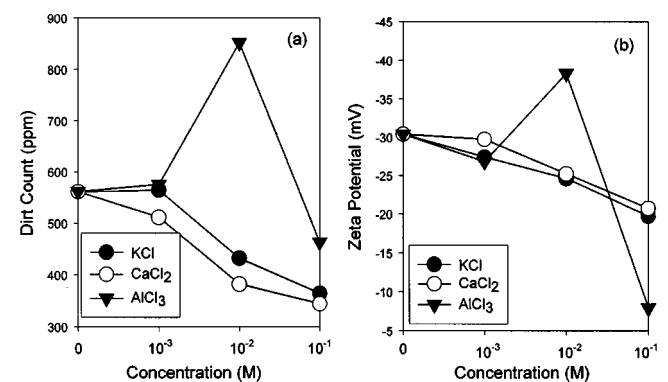 900
800
700
600
500
400
300
Dirt Count (ppm)
(a)
KCl
CaCl2
AlCl3
0
10-3
10-2
10-1
Concentration (M)
-45
-40
-35
-30
-25
-20
-15
-10
-5
Zeta Potential (mV)
(b)
KCl
CaCl2
AlCl3
0
10-3
10-2
10-1
Concentration (M)